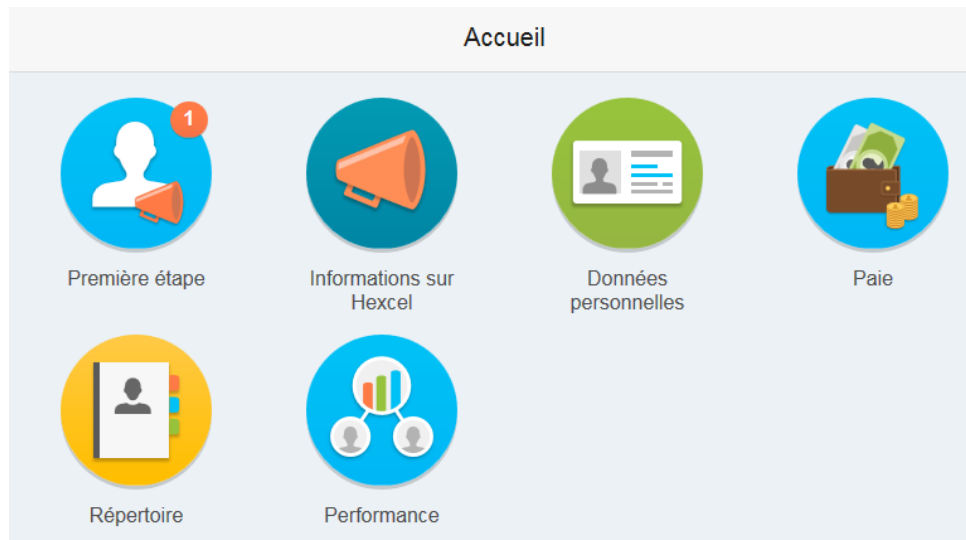 Accueil
1
Première étape
Informations sur
Hexcel
Données
personnelles
Paie
Répertoire
Performance